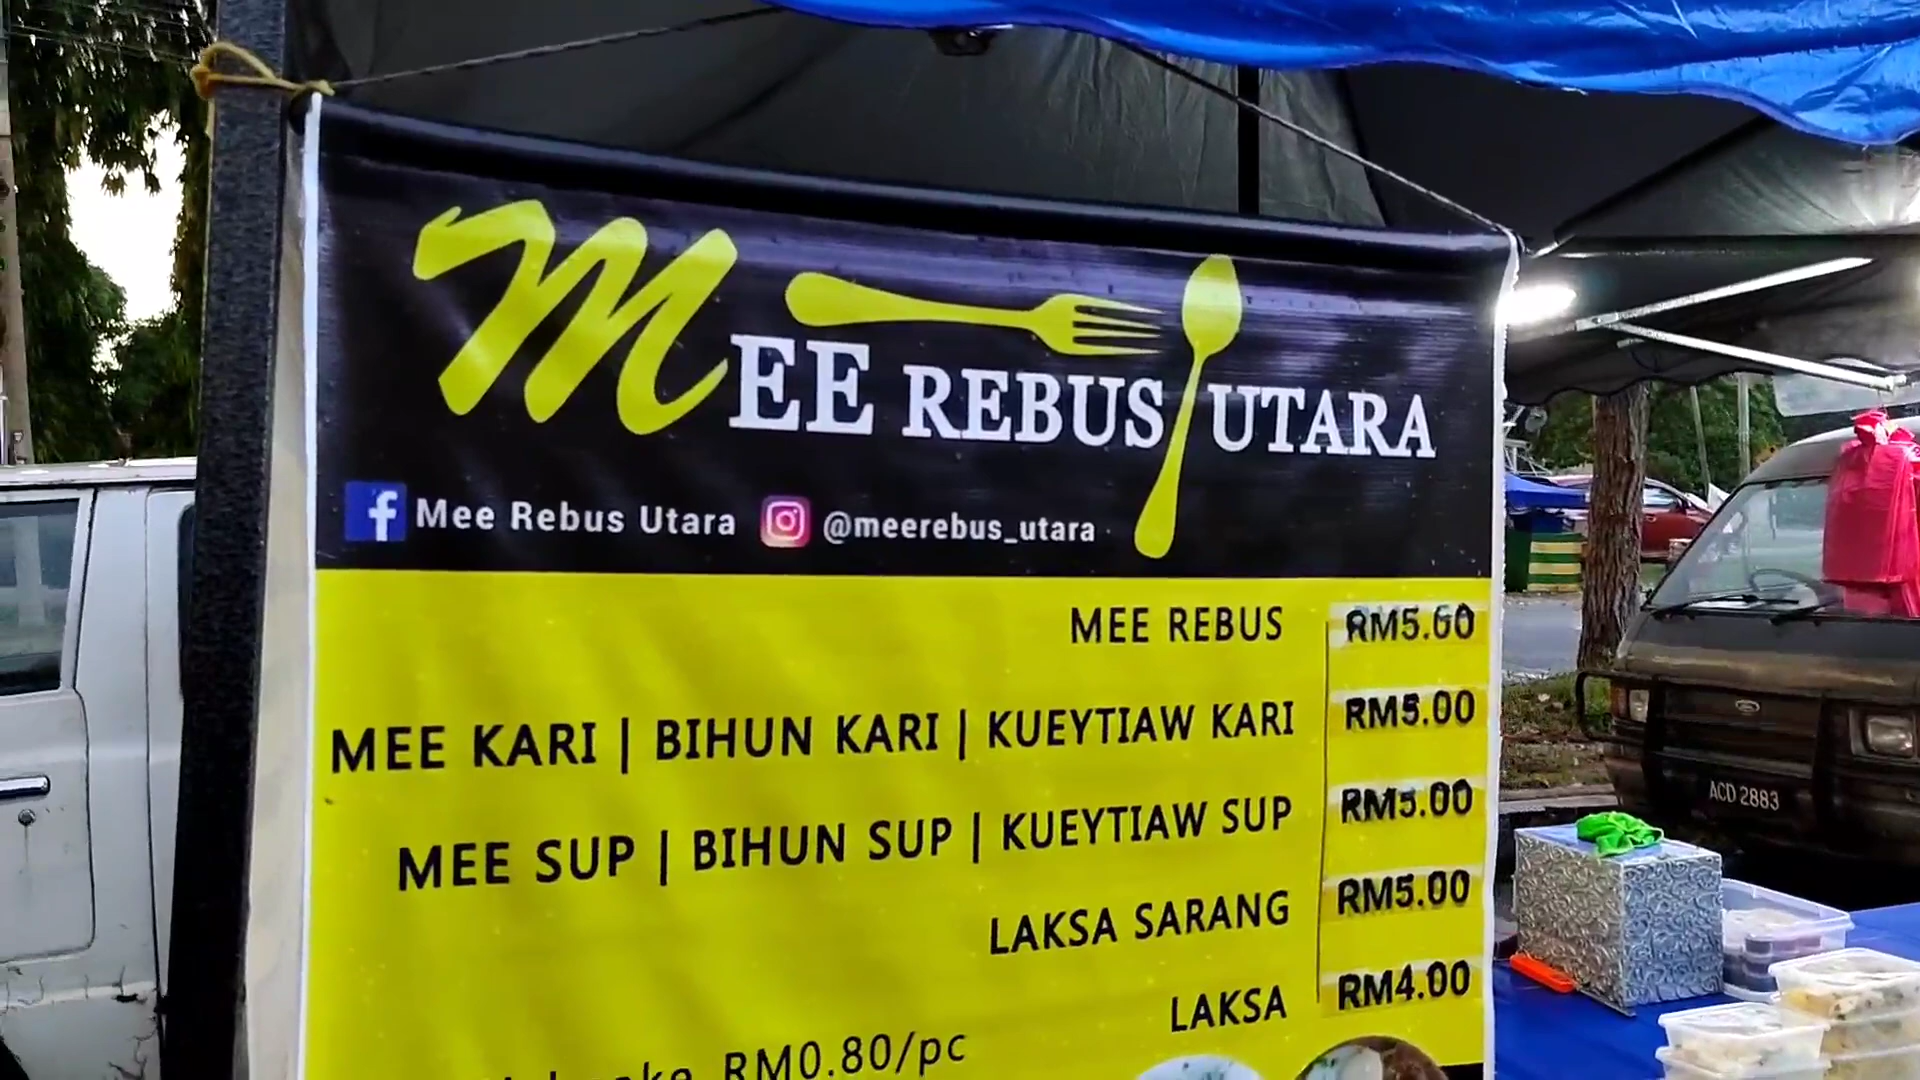 MEE REBUS UTARA
Mee Rebus Utara @meerebus_utara
MEE REBUS RM5.00
MEE KARI | BIHUN KARI | KUEYTIAW KARI RM5.00
MEE SUP | BIHUN SUP | KUEYTIAW SUP RM5.00
LAKSA SARANG RM5.00
LAKSA RM4.00
RM0.80/pc
ACD 2883